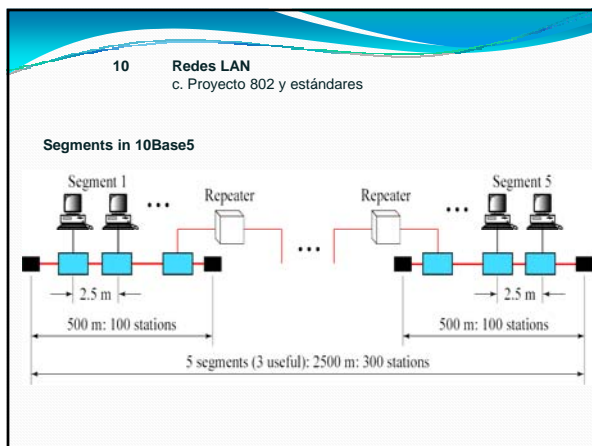 10 Redes LAN
c. Proyecto 802 y estándares
Segments in 10Base5
Segment 1
Repeater
Repeater
Segment 5
2.5 m
2.5 m
500 m: 100 stations
500 m: 100 stations
5 segments (3 useful): 2500 m: 300 stations